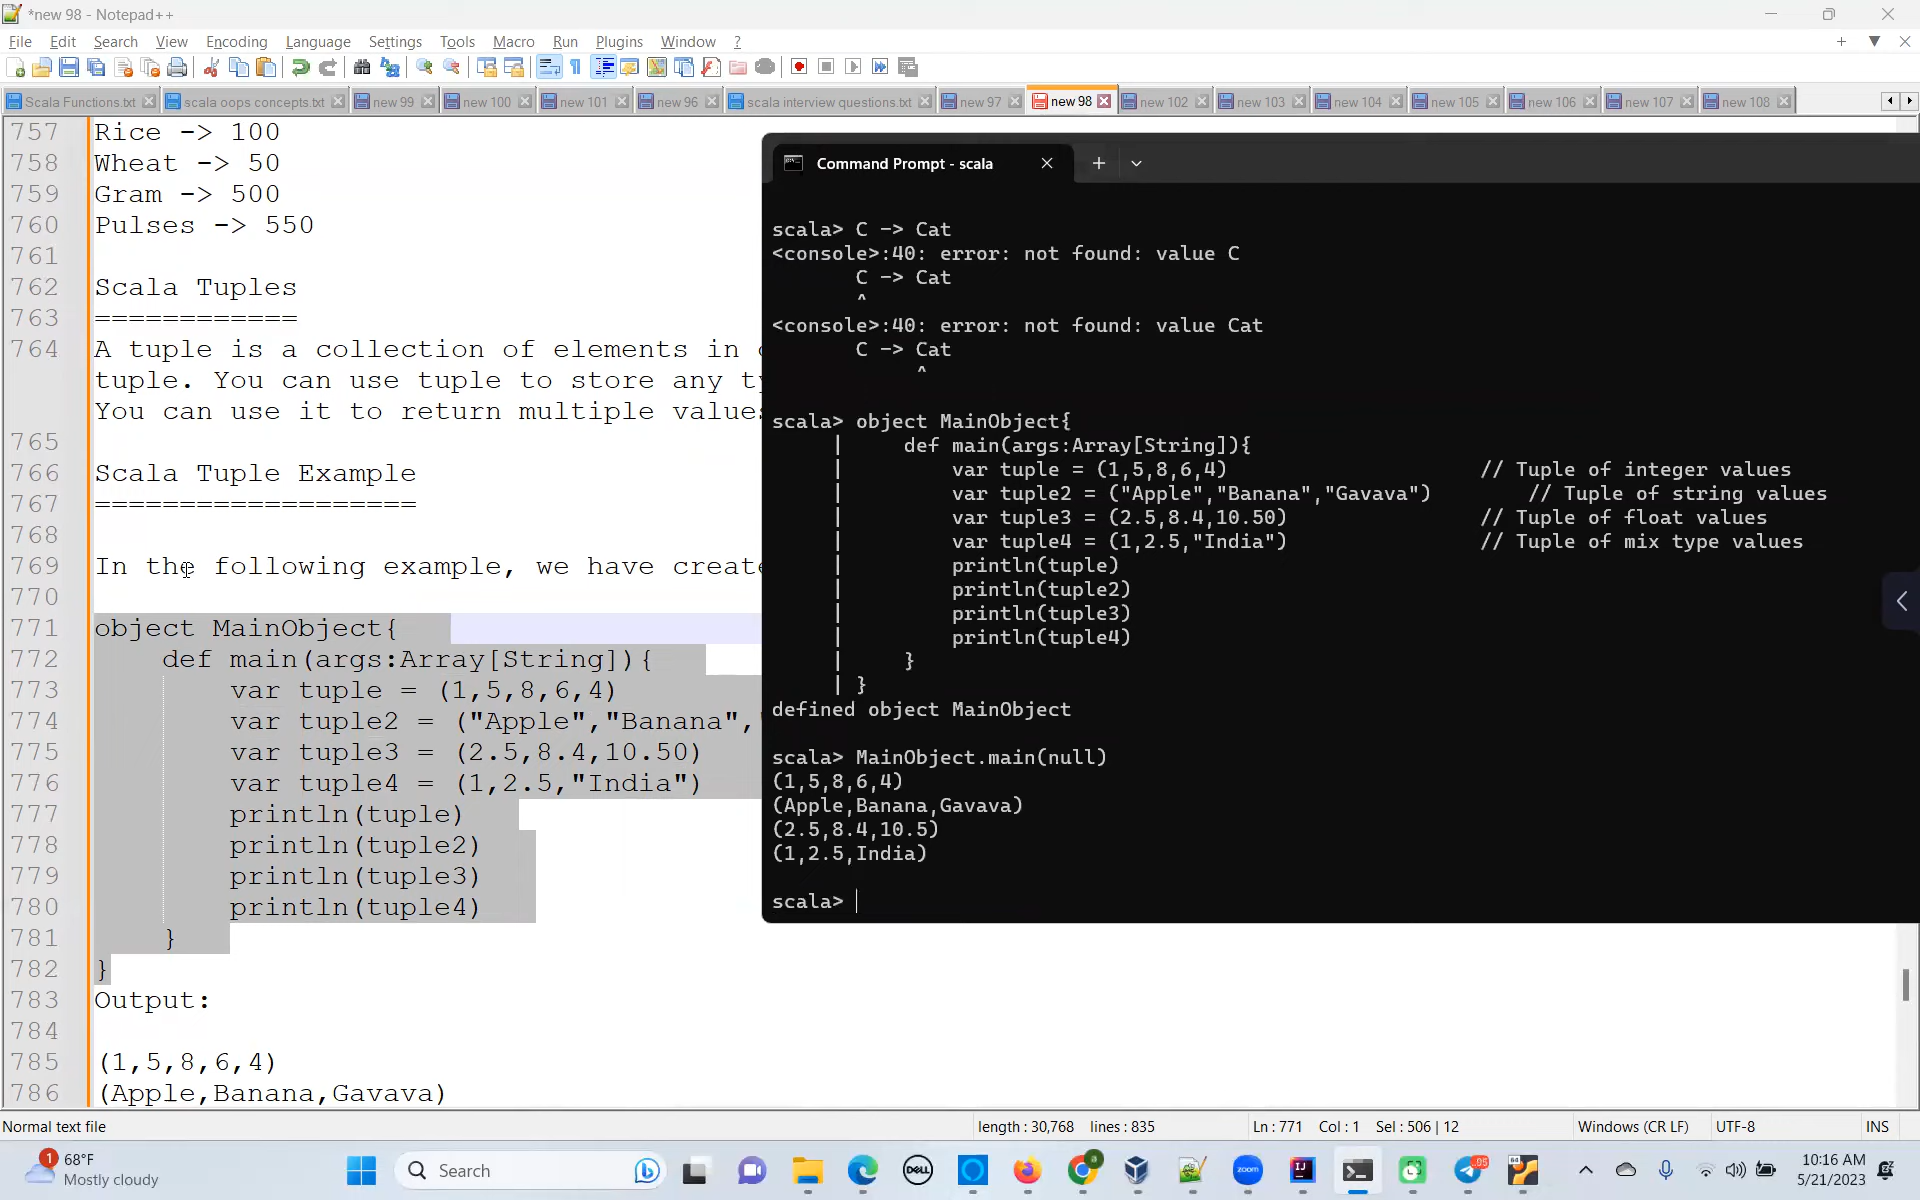 *new 98 - Notepad++
File Edit Search View Encoding Language Settings Tools Macro Run Plugins Window ?
Scala Functions.txt scala oops concepts.txt new 99 new 100 new 101 new 96 scala interview questions.txt new 97 new 98 new 102 new 103 new 104 new 105 new 106 new 107 new 108
757 Rice -> 100
758 Wheat -> 50
759 Gram -> 500
760 Pulses -> 550
761
762 Scala Tuples
763 ============
764 A tuple is a collection of elements in
tuple. You can use tuple to store any
You can use it to return multiple values
765
766 Scala Tuple Example
767 ===================
768
769 In the following example, we have create
770
771 object MainObject{
772 def main(args:Array[String]){
773 var tuple = (1,5,8,6,4)
774 var tuple2 = ("Apple","Banana",
775 var tuple3 = (2.5,8.4,10.50)
776 var tuple4 = (1,2.5,"India")
777 println(tuple)
778 println(tuple2)
779 println(tuple3)
780 println(tuple4)
781 }
782 }
783 Output:
784
785 (1,5,8,6,4)
786 (Apple,Banana,Gavava)
Command Prompt - scala
scala> C -> Cat
<console>:40: error: not found: value C
C -> Cat
^
<console>:40: error: not found: value Cat
C -> Cat
^
scala> object MainObject{
| def main(args:Array[String]){
| var tuple = (1,5,8,6,4) // Tuple of integer values
| var tuple2 = ("Apple","Banana","Gavava") // Tuple of string values
| var tuple3 = (2.5,8.4,10.50) // Tuple of float values
| var tuple4 = (1,2.5,"India") // Tuple of mix type values
| println(tuple)
| println(tuple2)
| println(tuple3)
| println(tuple4)
| }
| }
defined object MainObject
scala> MainObject.main(null)
(1,5,8,6,4)
(Apple,Banana,Gavava)
(2.5,8.4,10.5)
(1,2.5,India)
scala>
Normal text file length : 30,768 lines : 835 Ln : 771 Col : 1 Sel : 506 | 12 Windows (CR LF) UTF-8 INS
1 68°F
Mostly cloudy
Search
DELL
zoom
IJ
10:16 AM
5/21/2023